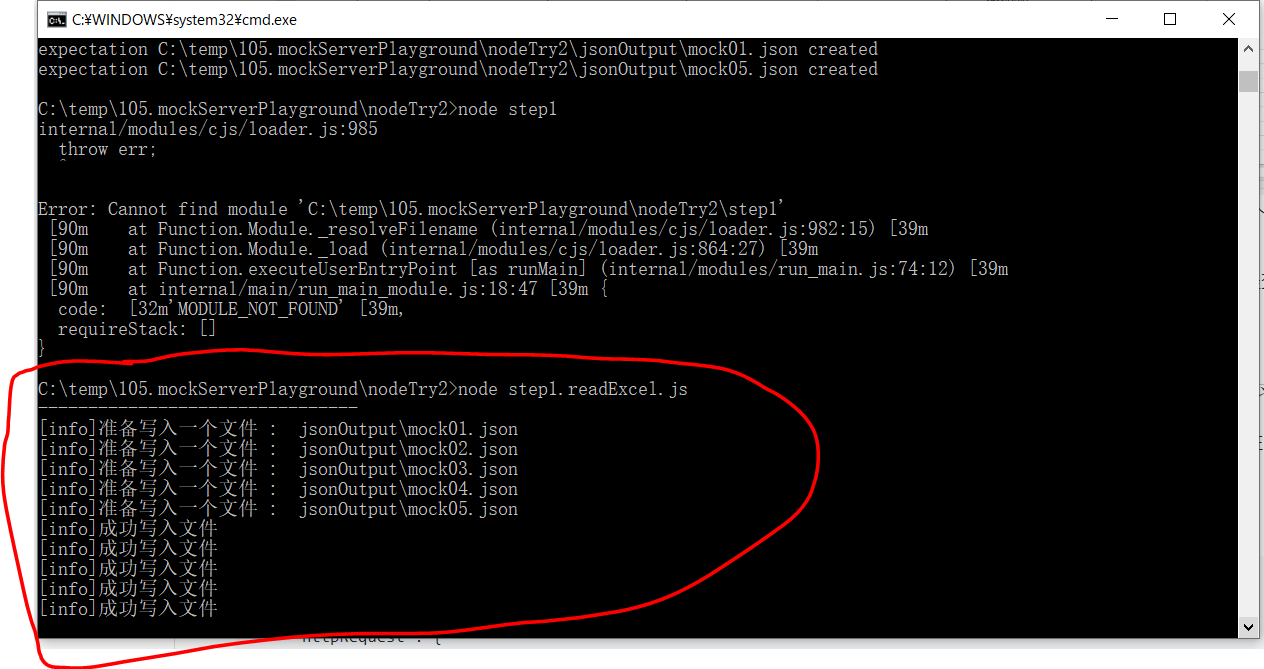 C:¥WINDOWS¥system32¥cmd.exe
expectation C:\temp\105.mockServerPlayground\nodeTry2\jsonOutput\mock01.json created
expectation C:\temp\105.mockServerPlayground\nodeTry2\jsonOutput\mock05.json created
C:\temp\105.mockServerPlayground\nodeTry2>node step1
internal/modules/cjs/loader.js:985
throw err;
^
Error: Cannot find module 'C:\temp\105.mockServerPlayground\nodeTry2\step1'
[90m    at Function.Module._resolveFilename (internal/modules/cjs/loader.js:982:15) [39m
[90m    at Function.Module._load (internal/modules/cjs/loader.js:864:27) [39m
[90m    at Function.executeUserEntryPoint [as runMain] (internal/modules/run_main.js:74:12) [39m
[90m    at internal/main/run_main_module.js:18:47 [39m {
code:  [32m'MODULE_NOT_FOUND' [39m,
requireStack: []
}
C:\temp\105.mockServerPlayground\nodeTry2>node step1.readExcel.js
--------------------------------
[info]准备写入一个文件 :  jsonOutput\mock01.json
[info]准备写入一个文件 :  jsonOutput\mock02.json
[info]准备写入一个文件 :  jsonOutput\mock03.json
[info]准备写入一个文件 :  jsonOutput\mock04.json
[info]准备写入一个文件 :  jsonOutput\mock05.json
[info]成功写入文件
[info]成功写入文件
[info]成功写入文件
[info]成功写入文件
[info]成功写入文件